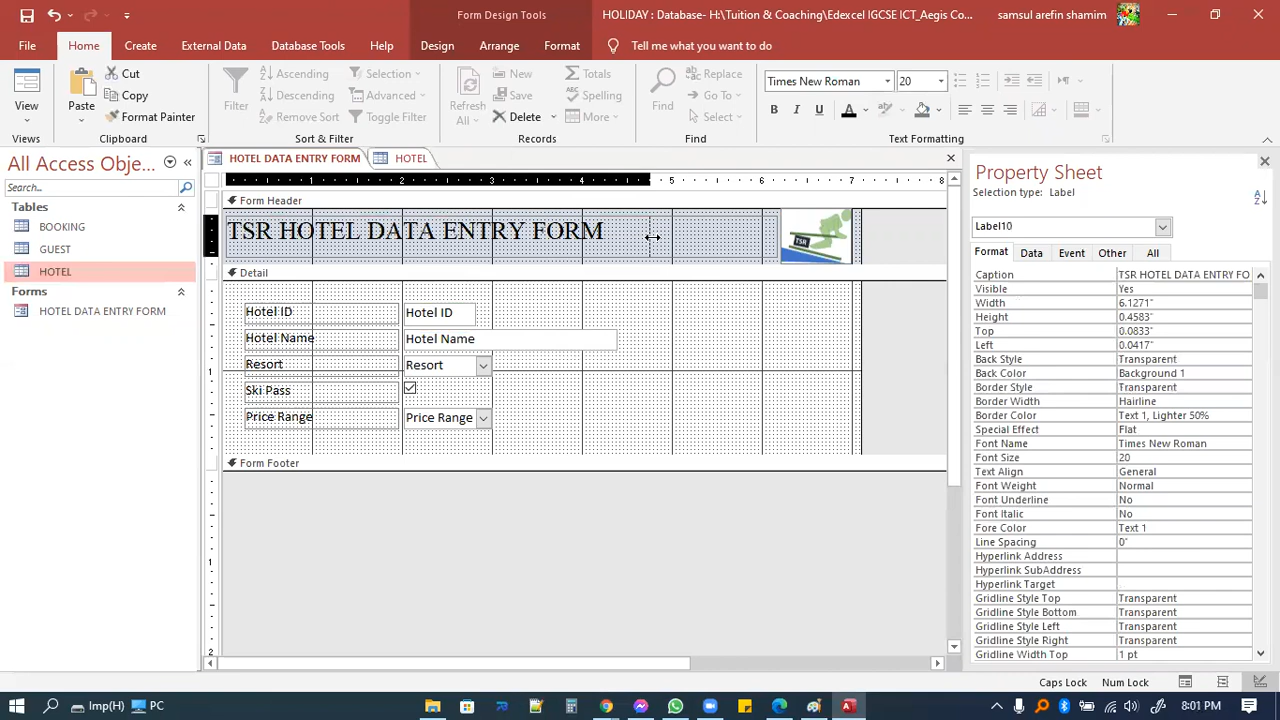 Form Design Tools
HOLIDAY : Database- H:\Tuition & Coaching\Edexcel IGCSE ICT_Aegis Co...
samsul arefin shamim
File
Home
Create
External Data
Database Tools
Help
Design
Arrange
Format
Tell me what you want to do
View
Views
Paste
Cut
Copy
Format Painter
Clipboard
Filter
Ascending
Descending
Remove Sort
Selection
Advanced
Toggle Filter
Sort & Filter
Refresh All
New
Save
Delete
Totals
Spelling
More
Records
Find
Replace
Go To
Select
Find
Times New Roman
20
B
I
U
A
Text Formatting
All Access Obje...
Search...
Tables
BOOKING
GUEST
HOTEL
Forms
HOTEL DATA ENTRY FORM
HOTEL DATA ENTRY FORM
HOTEL
1 2 3 4 5 6 7 8
Form Header
TSR HOTEL DATA ENTRY FORM
TSR
Detail
Hotel ID
Hotel ID
Hotel Name
Hotel Name
Resort
Resort
Ski Pass
Price Range
Price Range
1
Form Footer
1
2
Property Sheet
Selection type: Label
Label10
Format
Data
Event
Other
All
Caption TSR HOTEL DATA ENTRY FO
Visible Yes
Width 6.1271"
Height 0.4583"
Top 0.0833"
Left 0.0417"
Back Style Transparent
Back Color Background 1
Border Style Transparent
Border Width Hairline
Border Color Text 1, Lighter 50%
Special Effect Flat
Font Name Times New Roman
Font Size 20
Text Align General
Font Weight Normal
Font Underline No
Font Italic No
Fore Color Text 1
Line Spacing 0"
Hyperlink Address
Hyperlink SubAddress
Hyperlink Target
Gridline Style Top Transparent
Gridline Style Bottom Transparent
Gridline Style Left Transparent
Gridline Style Right Transparent
Gridline Width Top 1 pt
Caps Lock
Num Lock
Imp(H)
PC
8:01 PM